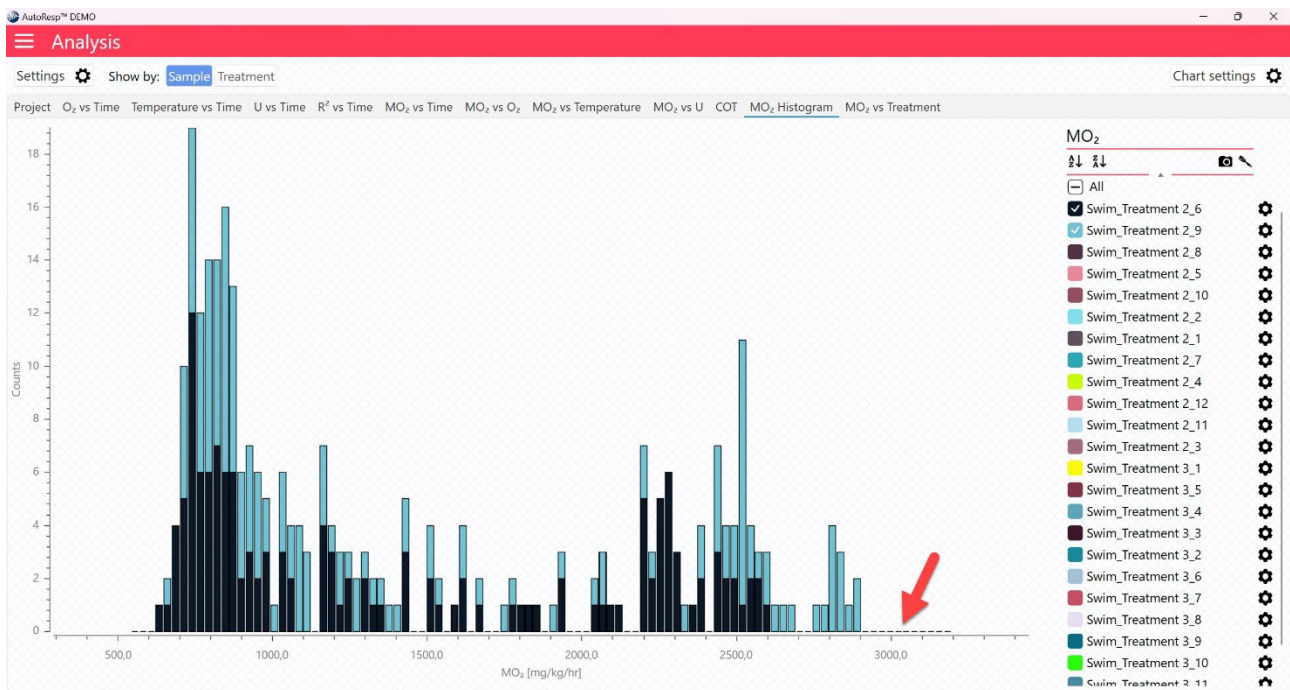 AutoResp™ DEMO
Analysis
Settings Show by: Sample Treatment Chart settings
Project O₂ vs Time Temperature vs Time U vs Time R² vs Time MO₂ vs Time MO₂ vs O₂ MO₂ vs Temperature MO₂ vs U COT MO₂ Histogram MO₂ vs Treatment
18
16
14
12
10
8
6
4
2
0
Counts
500,0 1000,0 1500,0 2000,0 2500,0 3000,0
MO₂ [mg/kg/hr]
MO₂
All
Swim_Treatment 2_6
Swim_Treatment 2_9
Swim_Treatment 2_8
Swim_Treatment 2_5
Swim_Treatment 2_10
Swim_Treatment 2_2
Swim_Treatment 2_1
Swim_Treatment 2_7
Swim_Treatment 2_4
Swim_Treatment 2_12
Swim_Treatment 2_11
Swim_Treatment 2_3
Swim_Treatment 3_1
Swim_Treatment 3_5
Swim_Treatment 3_4
Swim_Treatment 3_3
Swim_Treatment 3_2
Swim_Treatment 3_6
Swim_Treatment 3_7
Swim_Treatment 3_8
Swim_Treatment 3_9
Swim_Treatment 3_10
Swim_Treatment 3_11